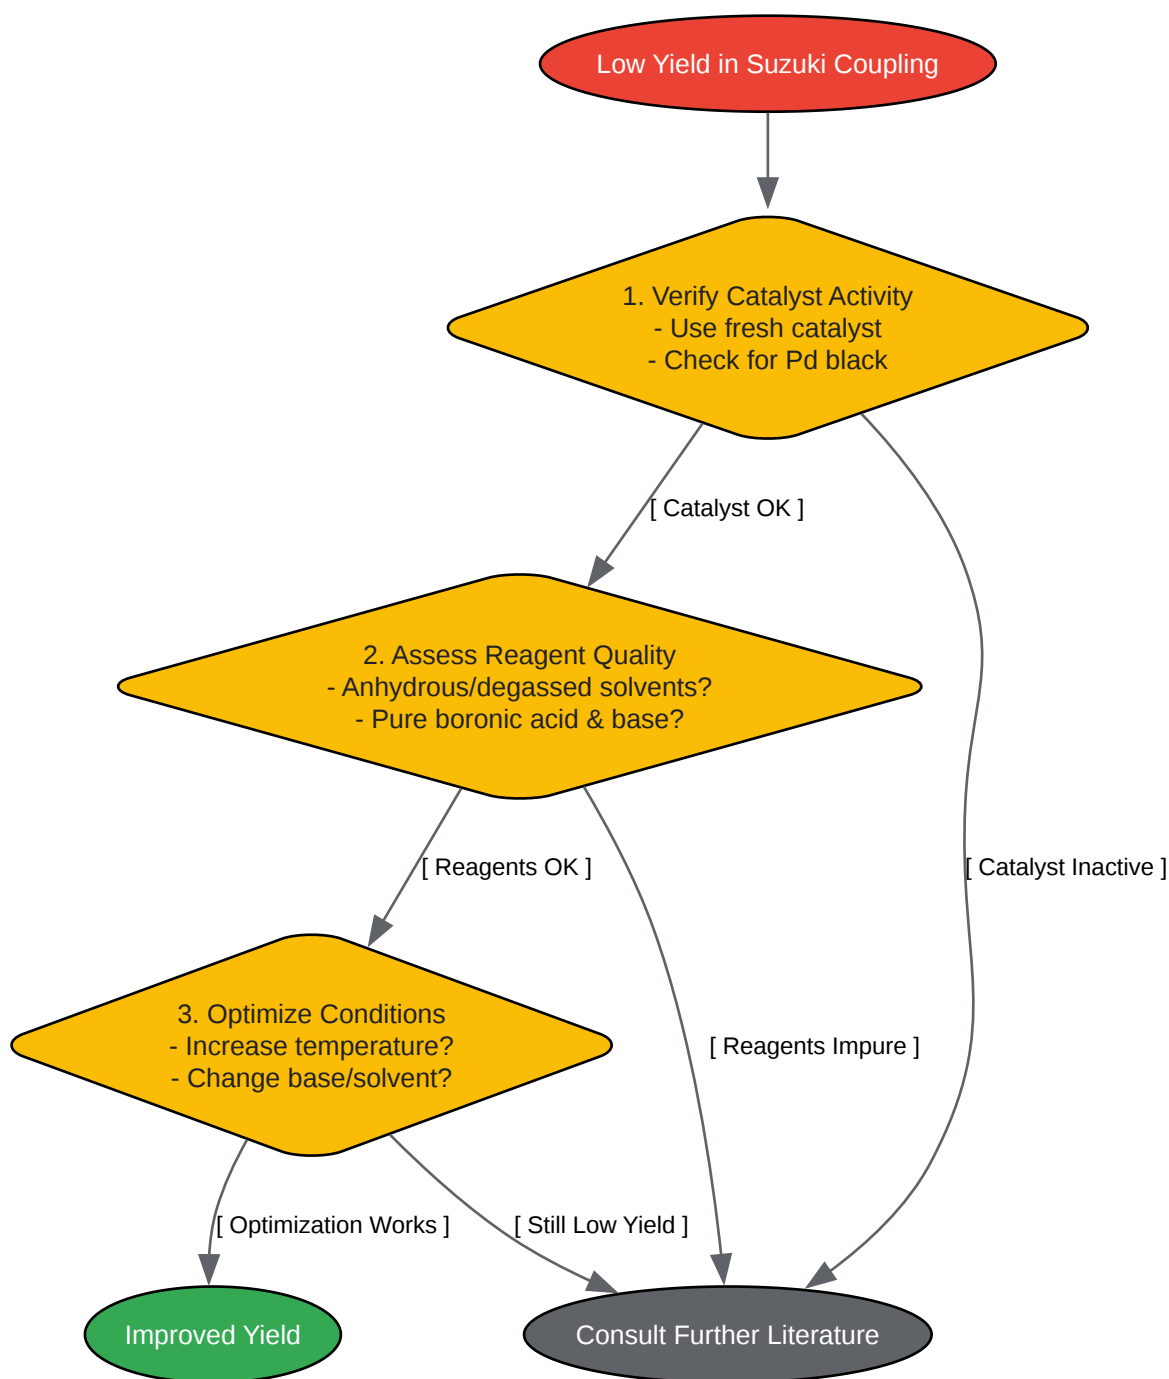 Low Yield in Suzuki Coupling
1. Verify Catalyst Activity
- Use fresh catalyst
- Check for Pd black
[ Catalyst OK ]
2. Assess Reagent Quality
- Anhydrous/degassed solvents?
- Pure boronic acid & base?
[ Reagents OK ]
[ Catalyst Inactive ]
3. Optimize Conditions
- Increase temperature?
- Change base/solvent?
[ Reagents Impure ]
[ Optimization Works ]
[ Still Low Yield ]
Improved Yield
Consult Further Literature